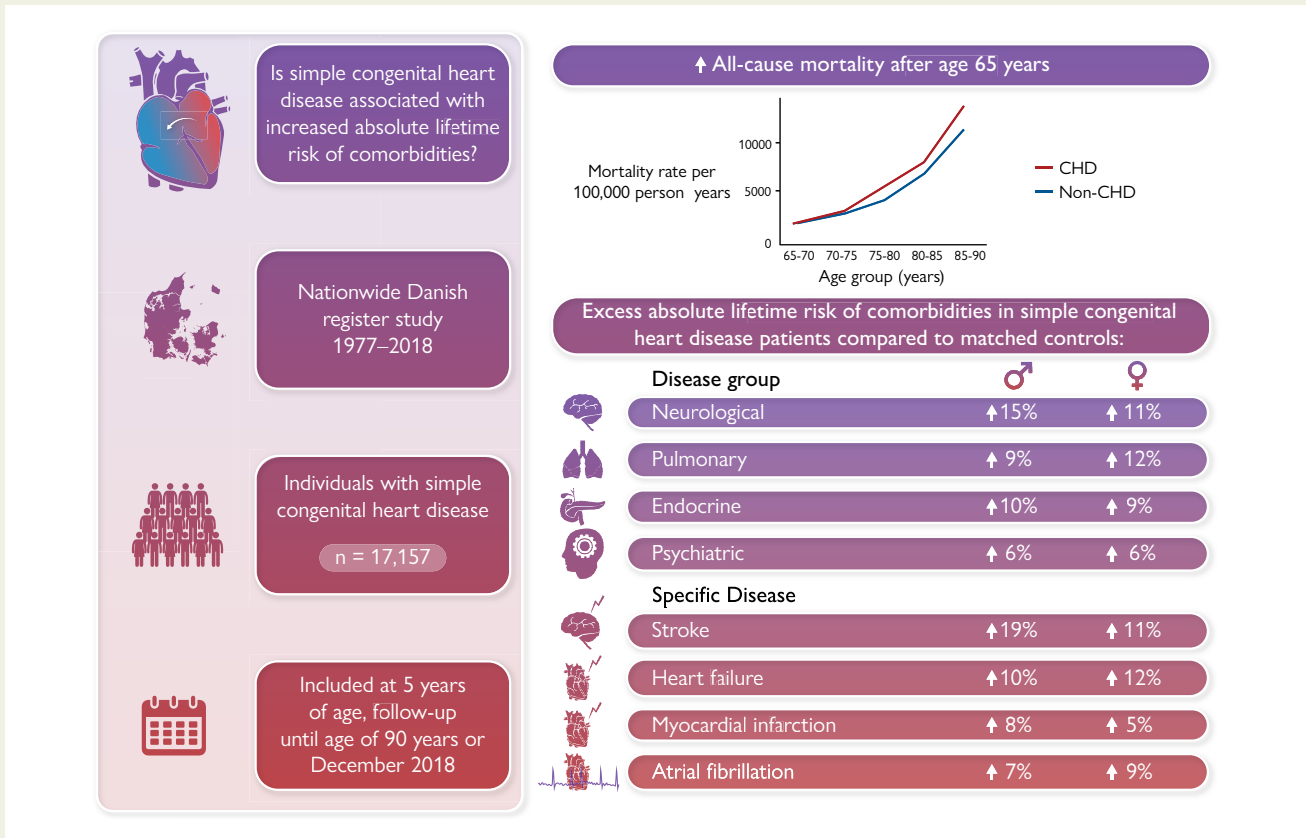 Is simple congenital heart
disease associated with
increased absolute lifetime
risk of comorbidities?
Nationwide Danish
register study
1977–2018
Individuals with simple
congenital heart disease
n = 17,157
Included at 5 years
of age, follow-up
until age of 90 years or
December 2018
All-cause mortality after age 65 years
Mortality rate per
100,000 person years
10000
5000
0
65-70 70-75 75-80 80-85 85-90
Age group (years)
CHD
Non-CHD
Excess absolute lifetime risk of comorbidities in simple congenital
heart disease patients compared to matched controls:
Disease group
Neurological 15% 11%
Pulmonary 9% 12%
Endocrine 10% 9%
Psychiatric 6% 6%
Specific Disease
Stroke 19% 11%
Heart failure 10% 12%
Myocardial infarction 8% 5%
Atrial fibrillation 7% 9%